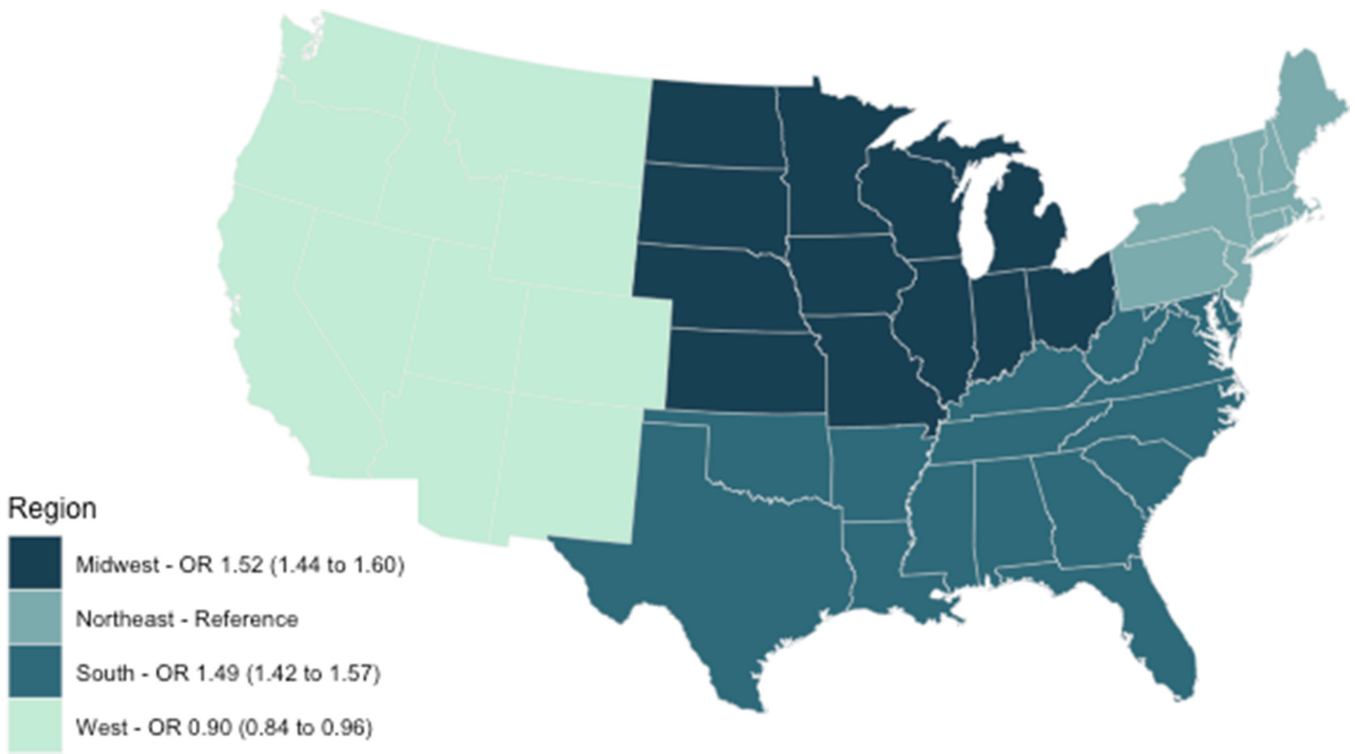 Region
Midwest - OR 1.52 (1.44 to 1.60)
Northeast - Reference
South - OR 1.49 (1.42 to 1.57)
West - OR 0.90 (0.84 to 0.96)